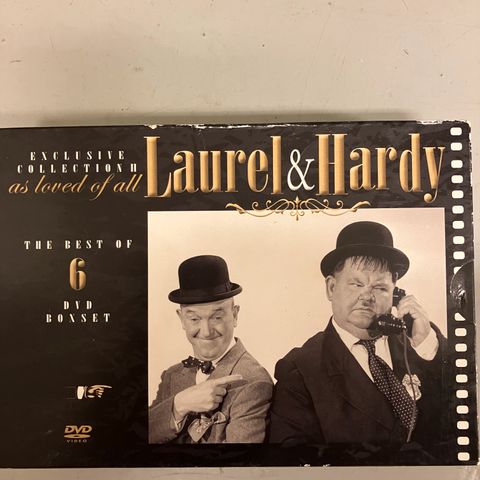 EXCLUSIVE
COLLECTION II
as loved of all
Laurel & Hardy
THE BEST OF
6
DVD
BOXSET
DVD
VIDEO